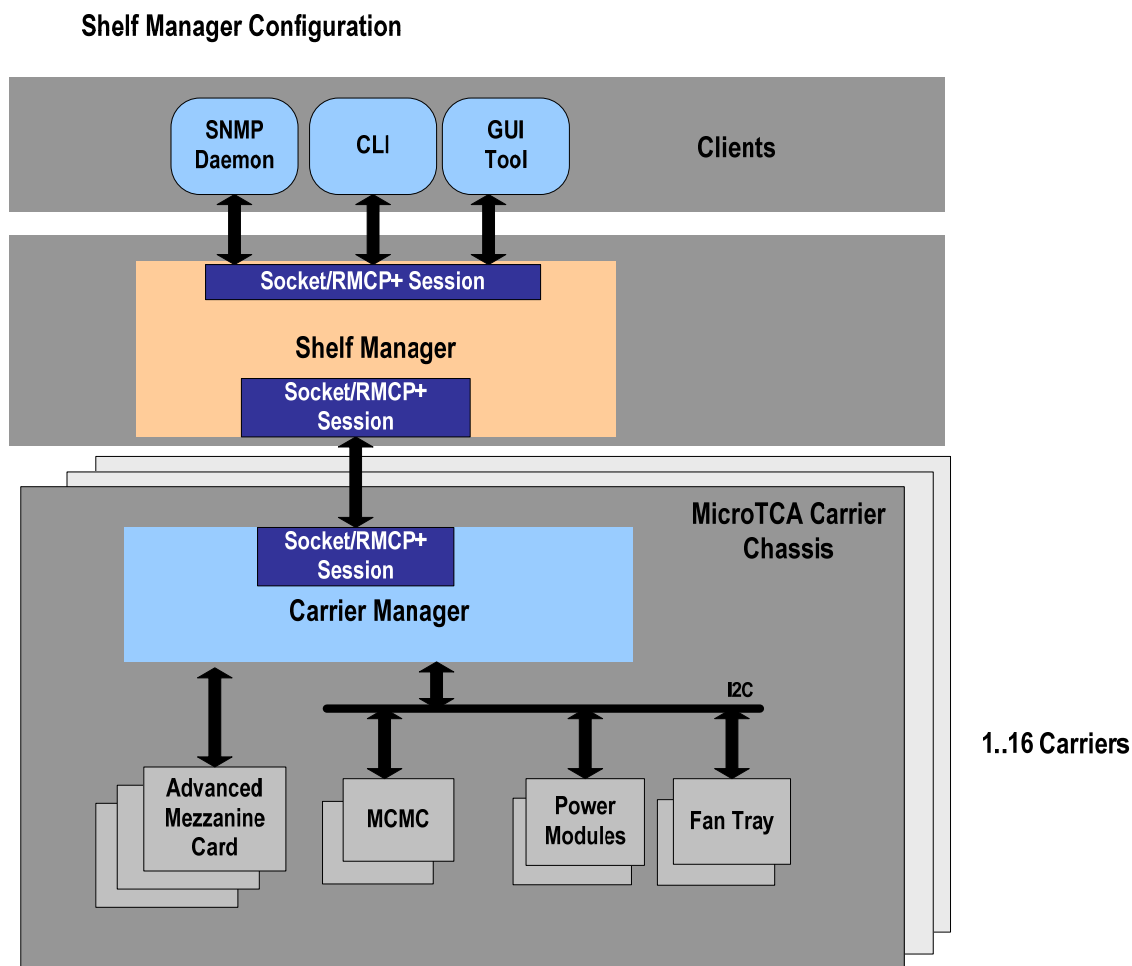 Shelf Manager Configuration
SNMP
Daemon
CLI
GUI
Tool
Clients
Socket/RMCP+ Session
Shelf Manager
Socket/RMCP+
Session
MicroTCA Carrier
Chassis
Socket/RMCP+
Session
Carrier Manager
I2C
1..16 Carriers
Advanced
Mezzanine
Card
MCMC
Power
Modules
Fan Tray